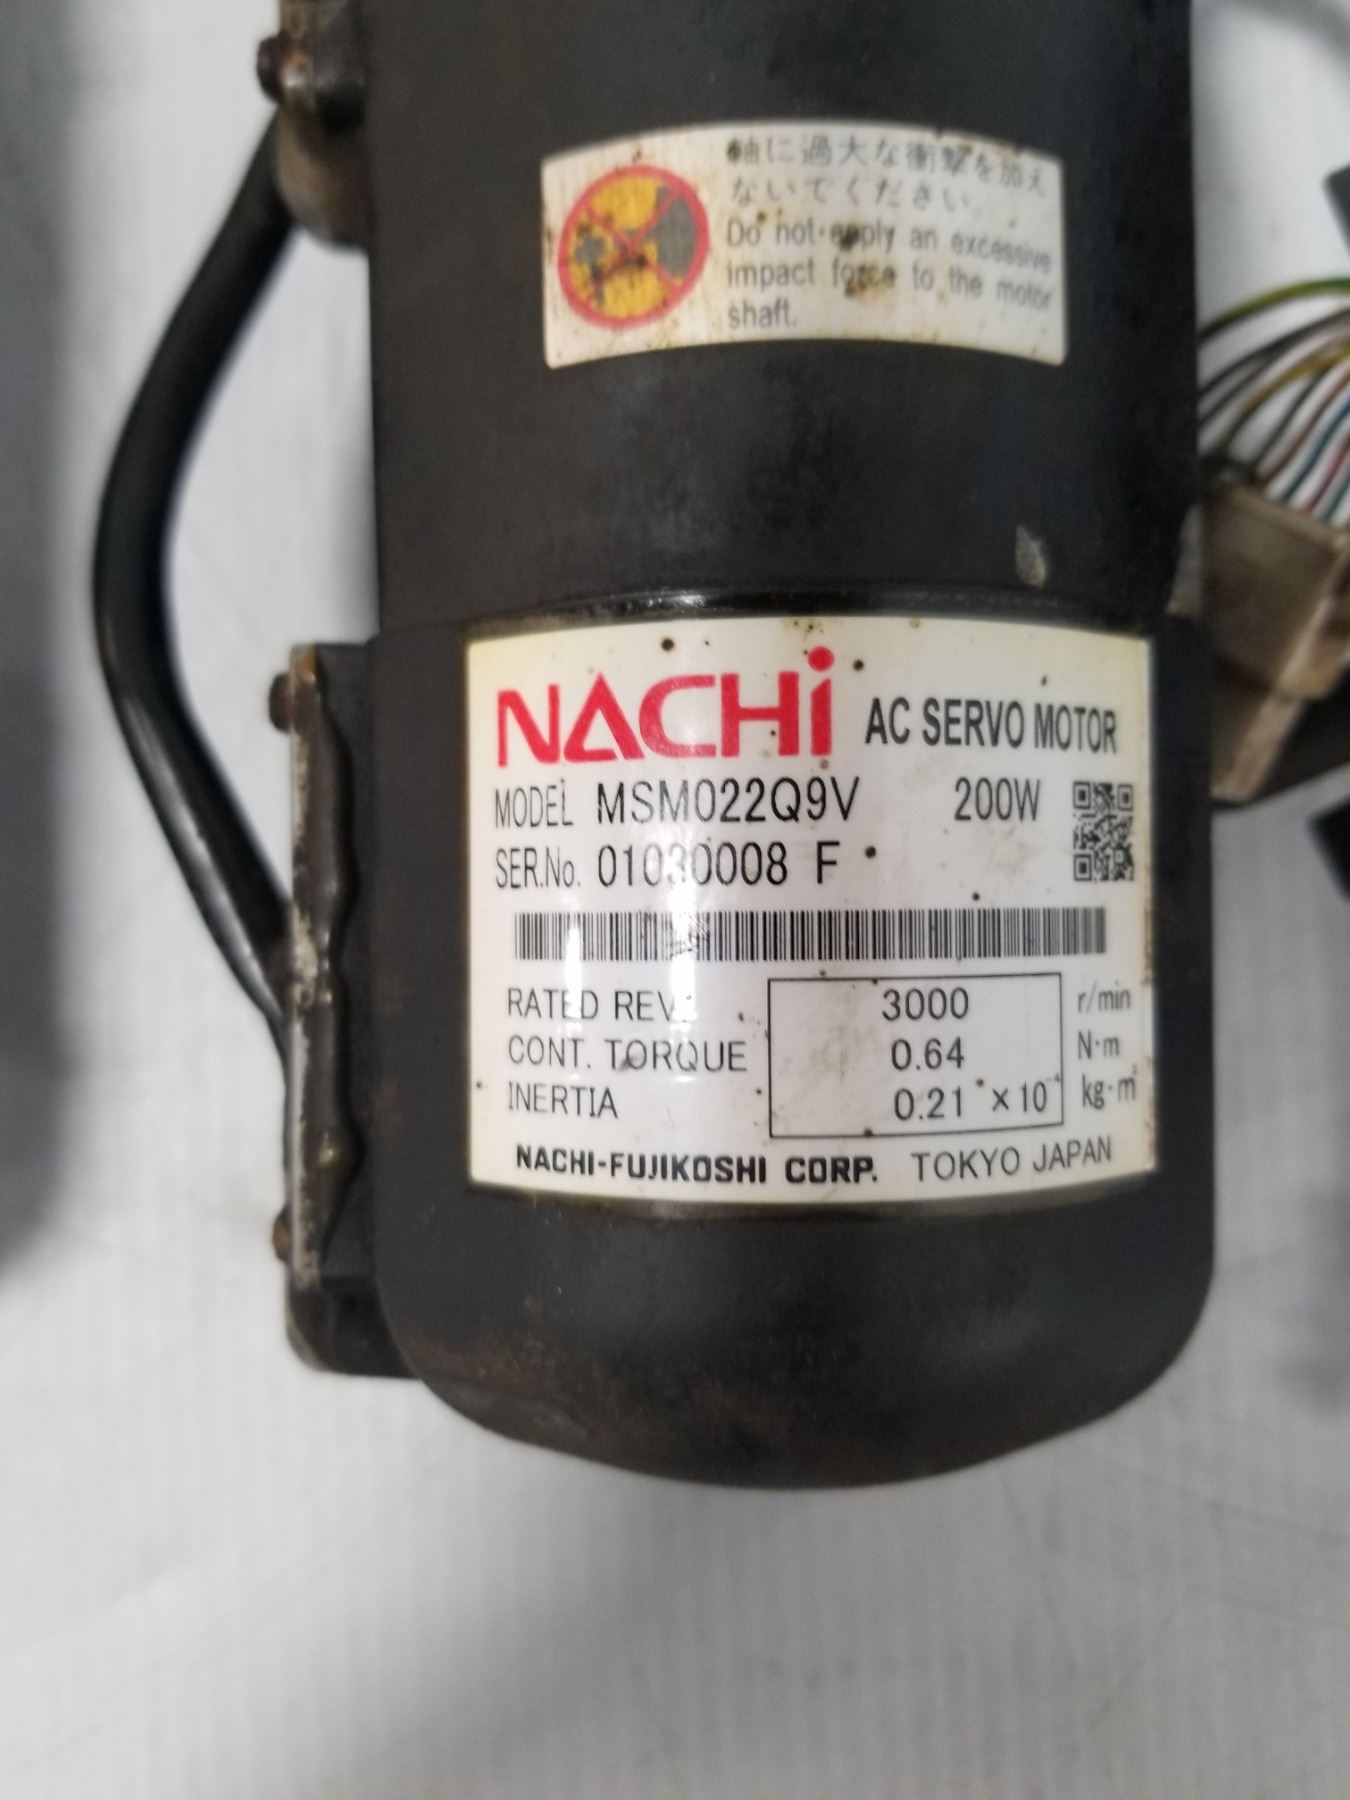 軸に過大な衝撃を加え
ないでください。
Do not apply an excessive
impact force to the motor
shaft.
NACHi AC SERVO MOTOR
MODEL MSM022Q9V 200W
SER.No. 01030008 F
RATED REV. 3000 r/min
CONT. TORQUE 0.64 N·m
INERTIA 0.21 ×10⁻⁴ kg·m²
NACHI-FUJIKOSHI CORP. TOKYO JAPAN